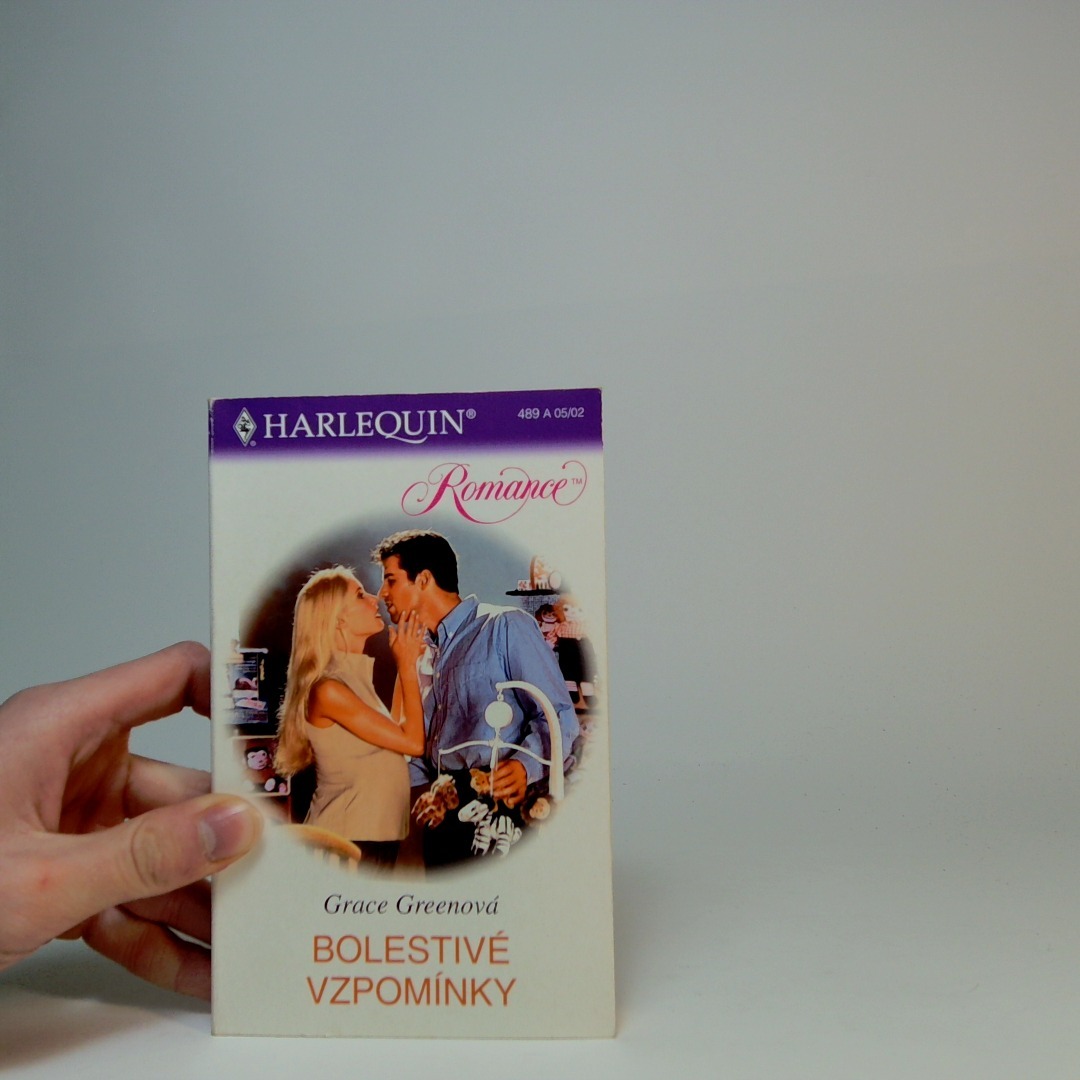 HARLEQUIN® 489 A 05/02
Romance™
Grace Greenová
BOLESTIVÉ
VZPOMÍNKY